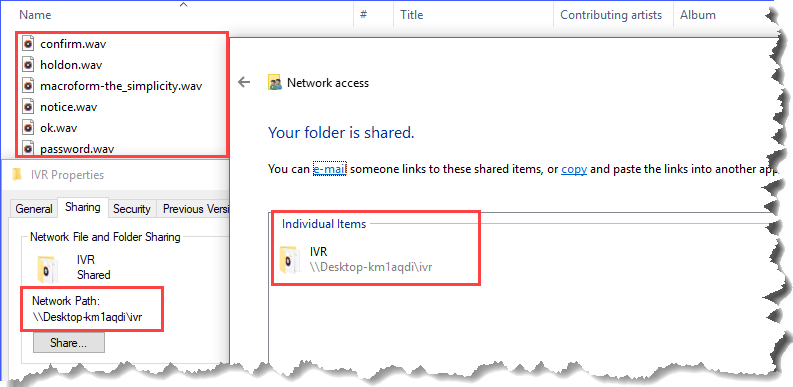 Name # Title Contributing artists Album
confirm.wav
holdon.wav
macroform-the_simplicity.wav
notice.wav
ok.wav
password.wav
Network access
Your folder is shared.
You can e-mail someone links to these shared items, or copy and paste the links into another
Individual Items
IVR
\\Desktop-km1aqdi\ivr
IVR Properties
General Sharing Security Previous
Network File and Folder Sharing
IVR
Shared
Network Path:
\\Desktop-km1aqdi\ivr
Share...